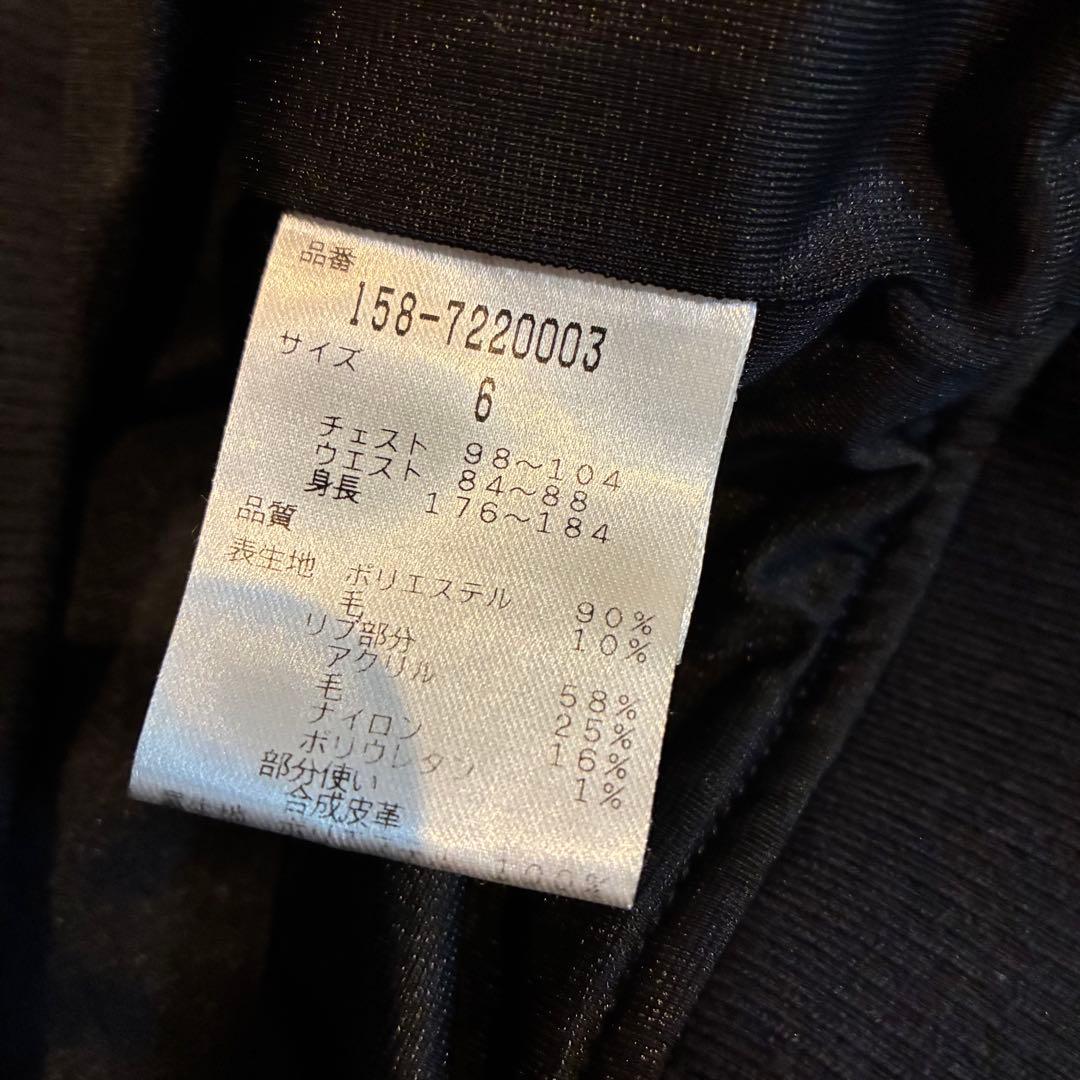 品番
158-7220003
サイズ
6
チェスト 98～104
ウエスト 84～88
身長 176～184
品質
表生地 ポリエステル 90%
毛 10%
リブ部分
アクリル 58%
毛 25%
ナイロン 16%
ポリウレタン 1%
部分使い
合成皮革
100%